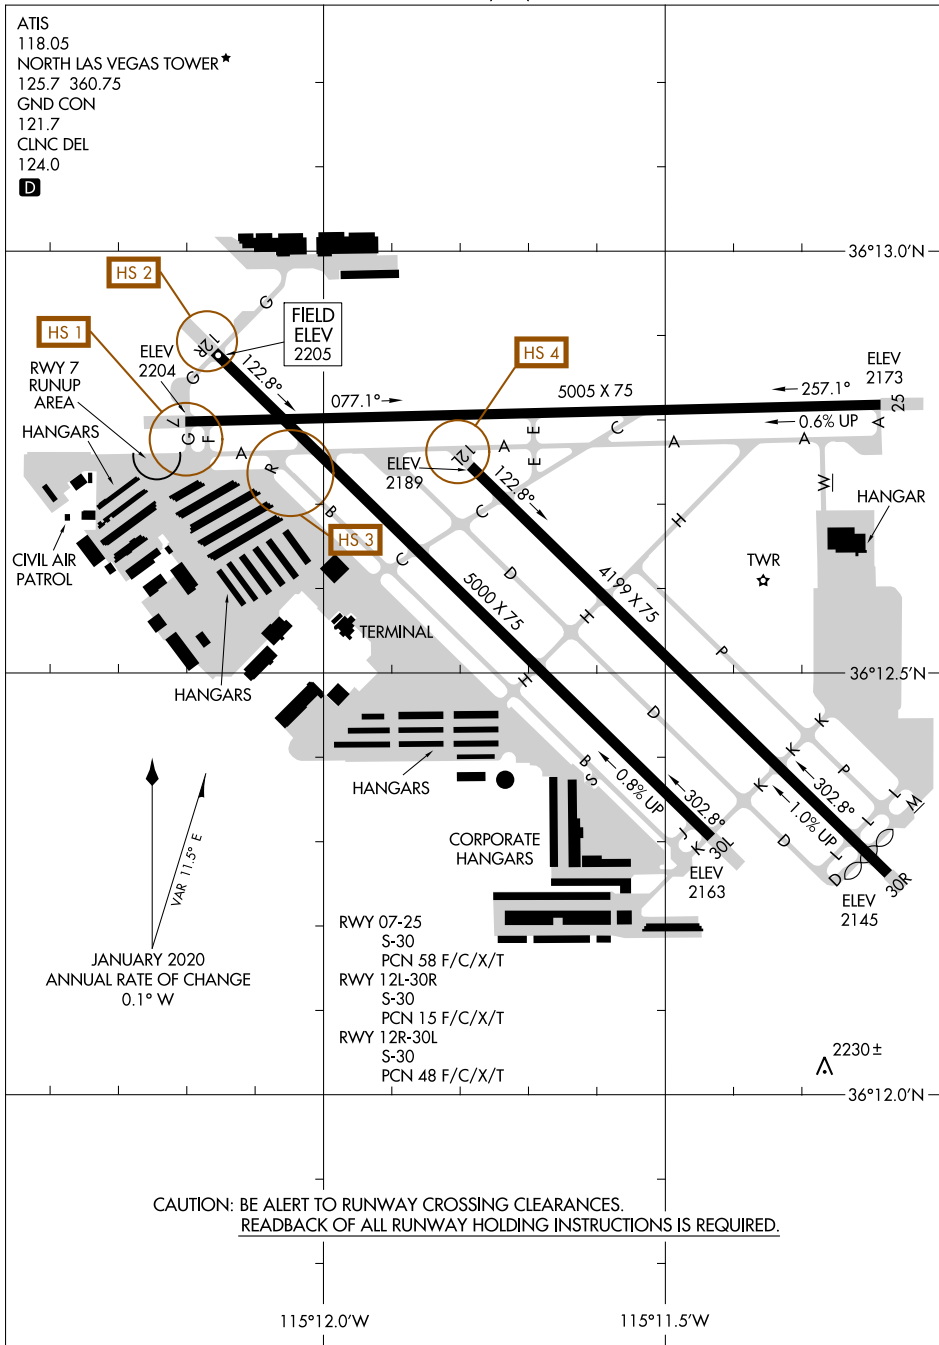 ATIS
118.05
NORTH LAS VEGAS TOWER★
125.7 360.75
GND CON
121.7
CLNC DEL
124.0
D
36°13.0'N
HS 2
G
G
FIELD
ELEV
2205
HS 1
12R
ELEV
2204
HS 4
ELEV
2173
RWY 7
RUNUP
AREA
122.8°
077.1°
5005 X 75
257.1°
25
0.6% UP
HANGARS
7
G
F
A
R
12L
A
E
E
C
A
A
A
ELEV
2189
122.8°
W
HANGAR
B
C
H
HS 3
CIVIL AIR
PATROL
C
D
5000 X 75
4199 X 75
TWR
H
TERMINAL
P
36°12.5'N
HANGARS
H
D
K
K
P
HANGARS
B
S
0.8% UP
302.8°
K
302.8°
1.0% UP
L
M
L
CORPORATE
HANGARS
J
K
30L
D
L
D
30R
ELEV
2163
ELEV
2145
VAR 11.5° E
JANUARY 2020
ANNUAL RATE OF CHANGE
0.1° W
RWY 07-25
S-30
PCN 58 F/C/X/T
RWY 12L-30R
S-30
PCN 15 F/C/X/T
RWY 12R-30L
S-30
PCN 48 F/C/X/T
2230 ±
36°12.0'N
CAUTION: BE ALERT TO RUNWAY CROSSING CLEARANCES.
READBACK OF ALL RUNWAY HOLDING INSTRUCTIONS IS REQUIRED.
115°12.0'W
115°11.5'W